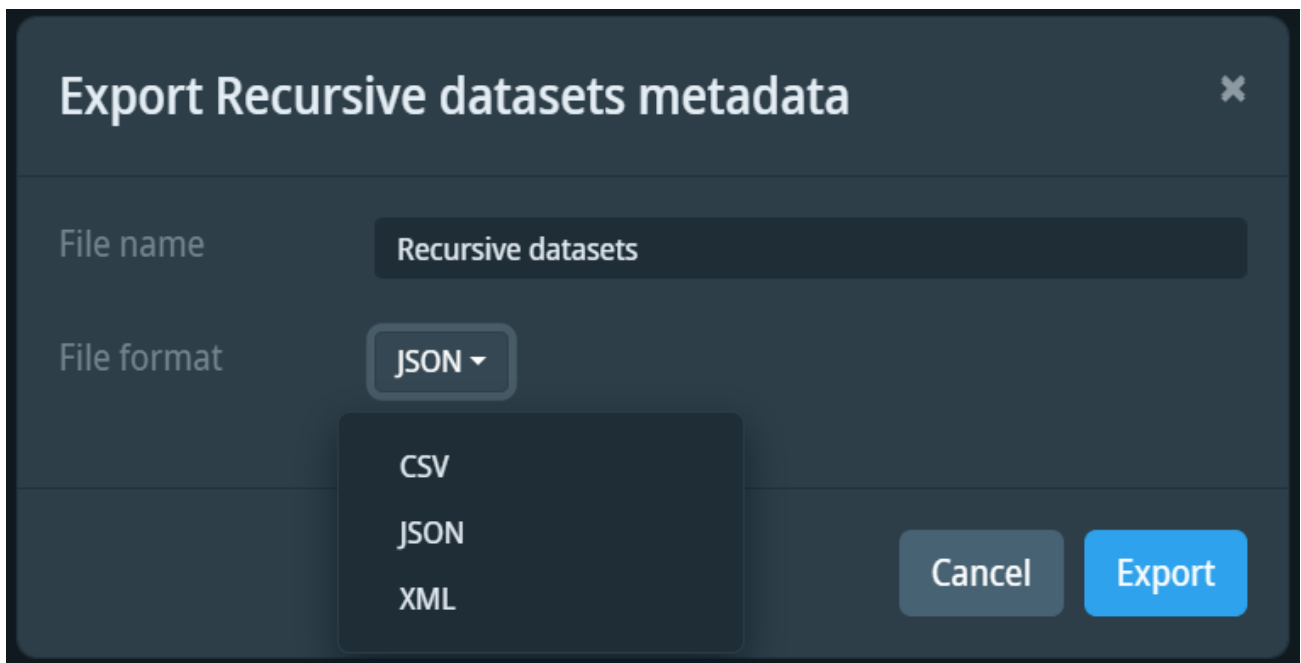 Export Recursive datasets metadata
File name
Recursive datasets
File format
JSON
CSV
JSON
XML
Cancel
Export